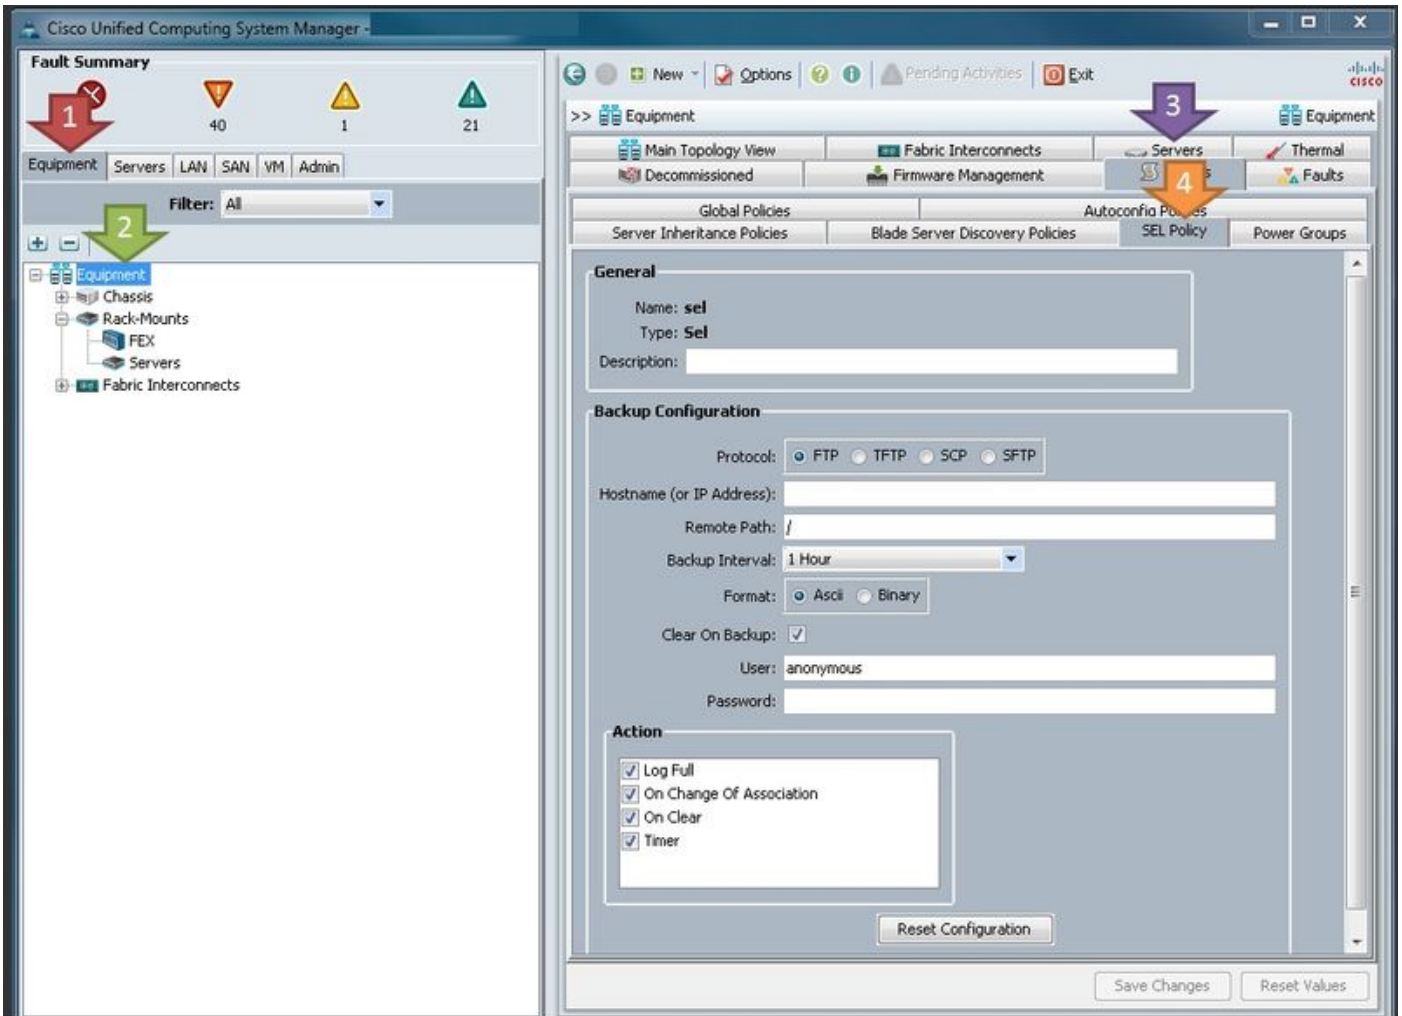 Cisco Unified Computing System Manager -
Fault Summary
40 1 21
1
Equipment Servers LAN SAN VM Admin
Filter: All
2
Equipment
Chassis
Rack-Mounts
FEX
Servers
Fabric Interconnects
New Options Pending Activities Exit
CISCO
>> Equipment Equipment
3
Main Topology View Fabric Interconnects Servers Thermal
Decommissioned Firmware Management Faults
4
Global Policies Autoconfig
Server Inheritance Policies Blade Server Discovery Policies SEL Policy Power Groups
General
Name: sel
Type: Sel
Description:
Backup Configuration
Protocol: FTP TFTP SCP SFTP
Hostname (or IP Address):
Remote Path: /
Backup Interval: 1 Hour
Format: Ascii Binary
Clear On Backup:
User: anonymous
Password:
Action
Log Full
On Change Of Association
On Clear
Timer
Reset Configuration
Save Changes Reset Values